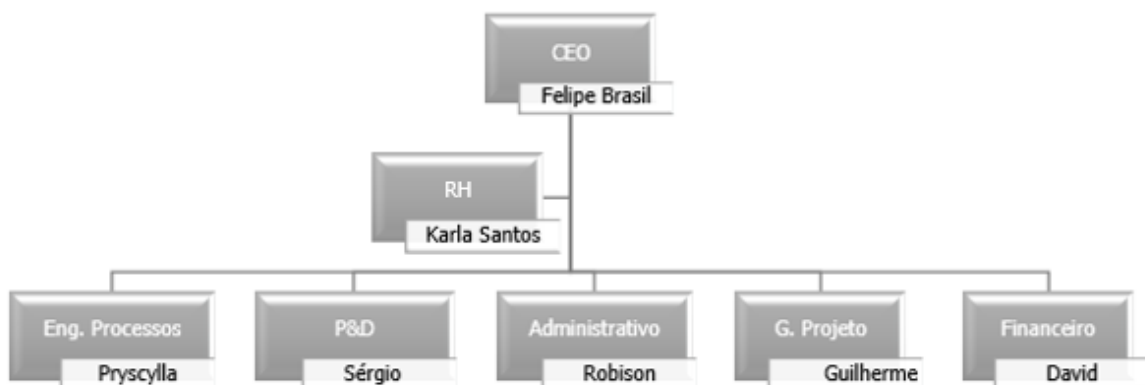 CEO
Felipe Brasil
RH
Karla Santos
Eng. Processos
Pryscylla
P&D
Sérgio
Administrativo
Robison
G. Projeto
Guilherme
Financeiro
David